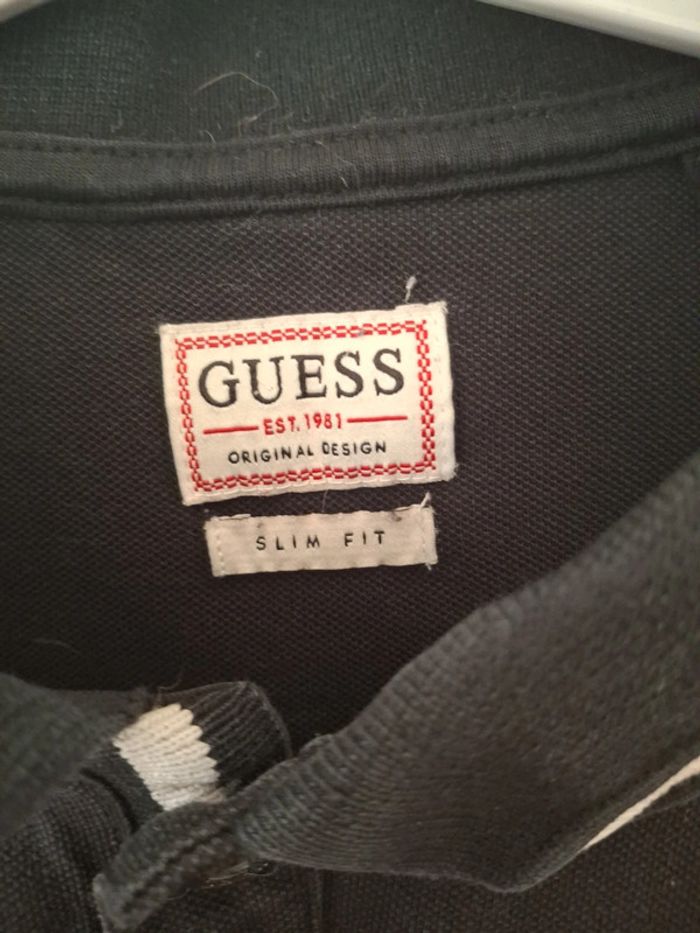 GUESS
EST. 1981
ORIGINAL DESIGN
SLIM FIT